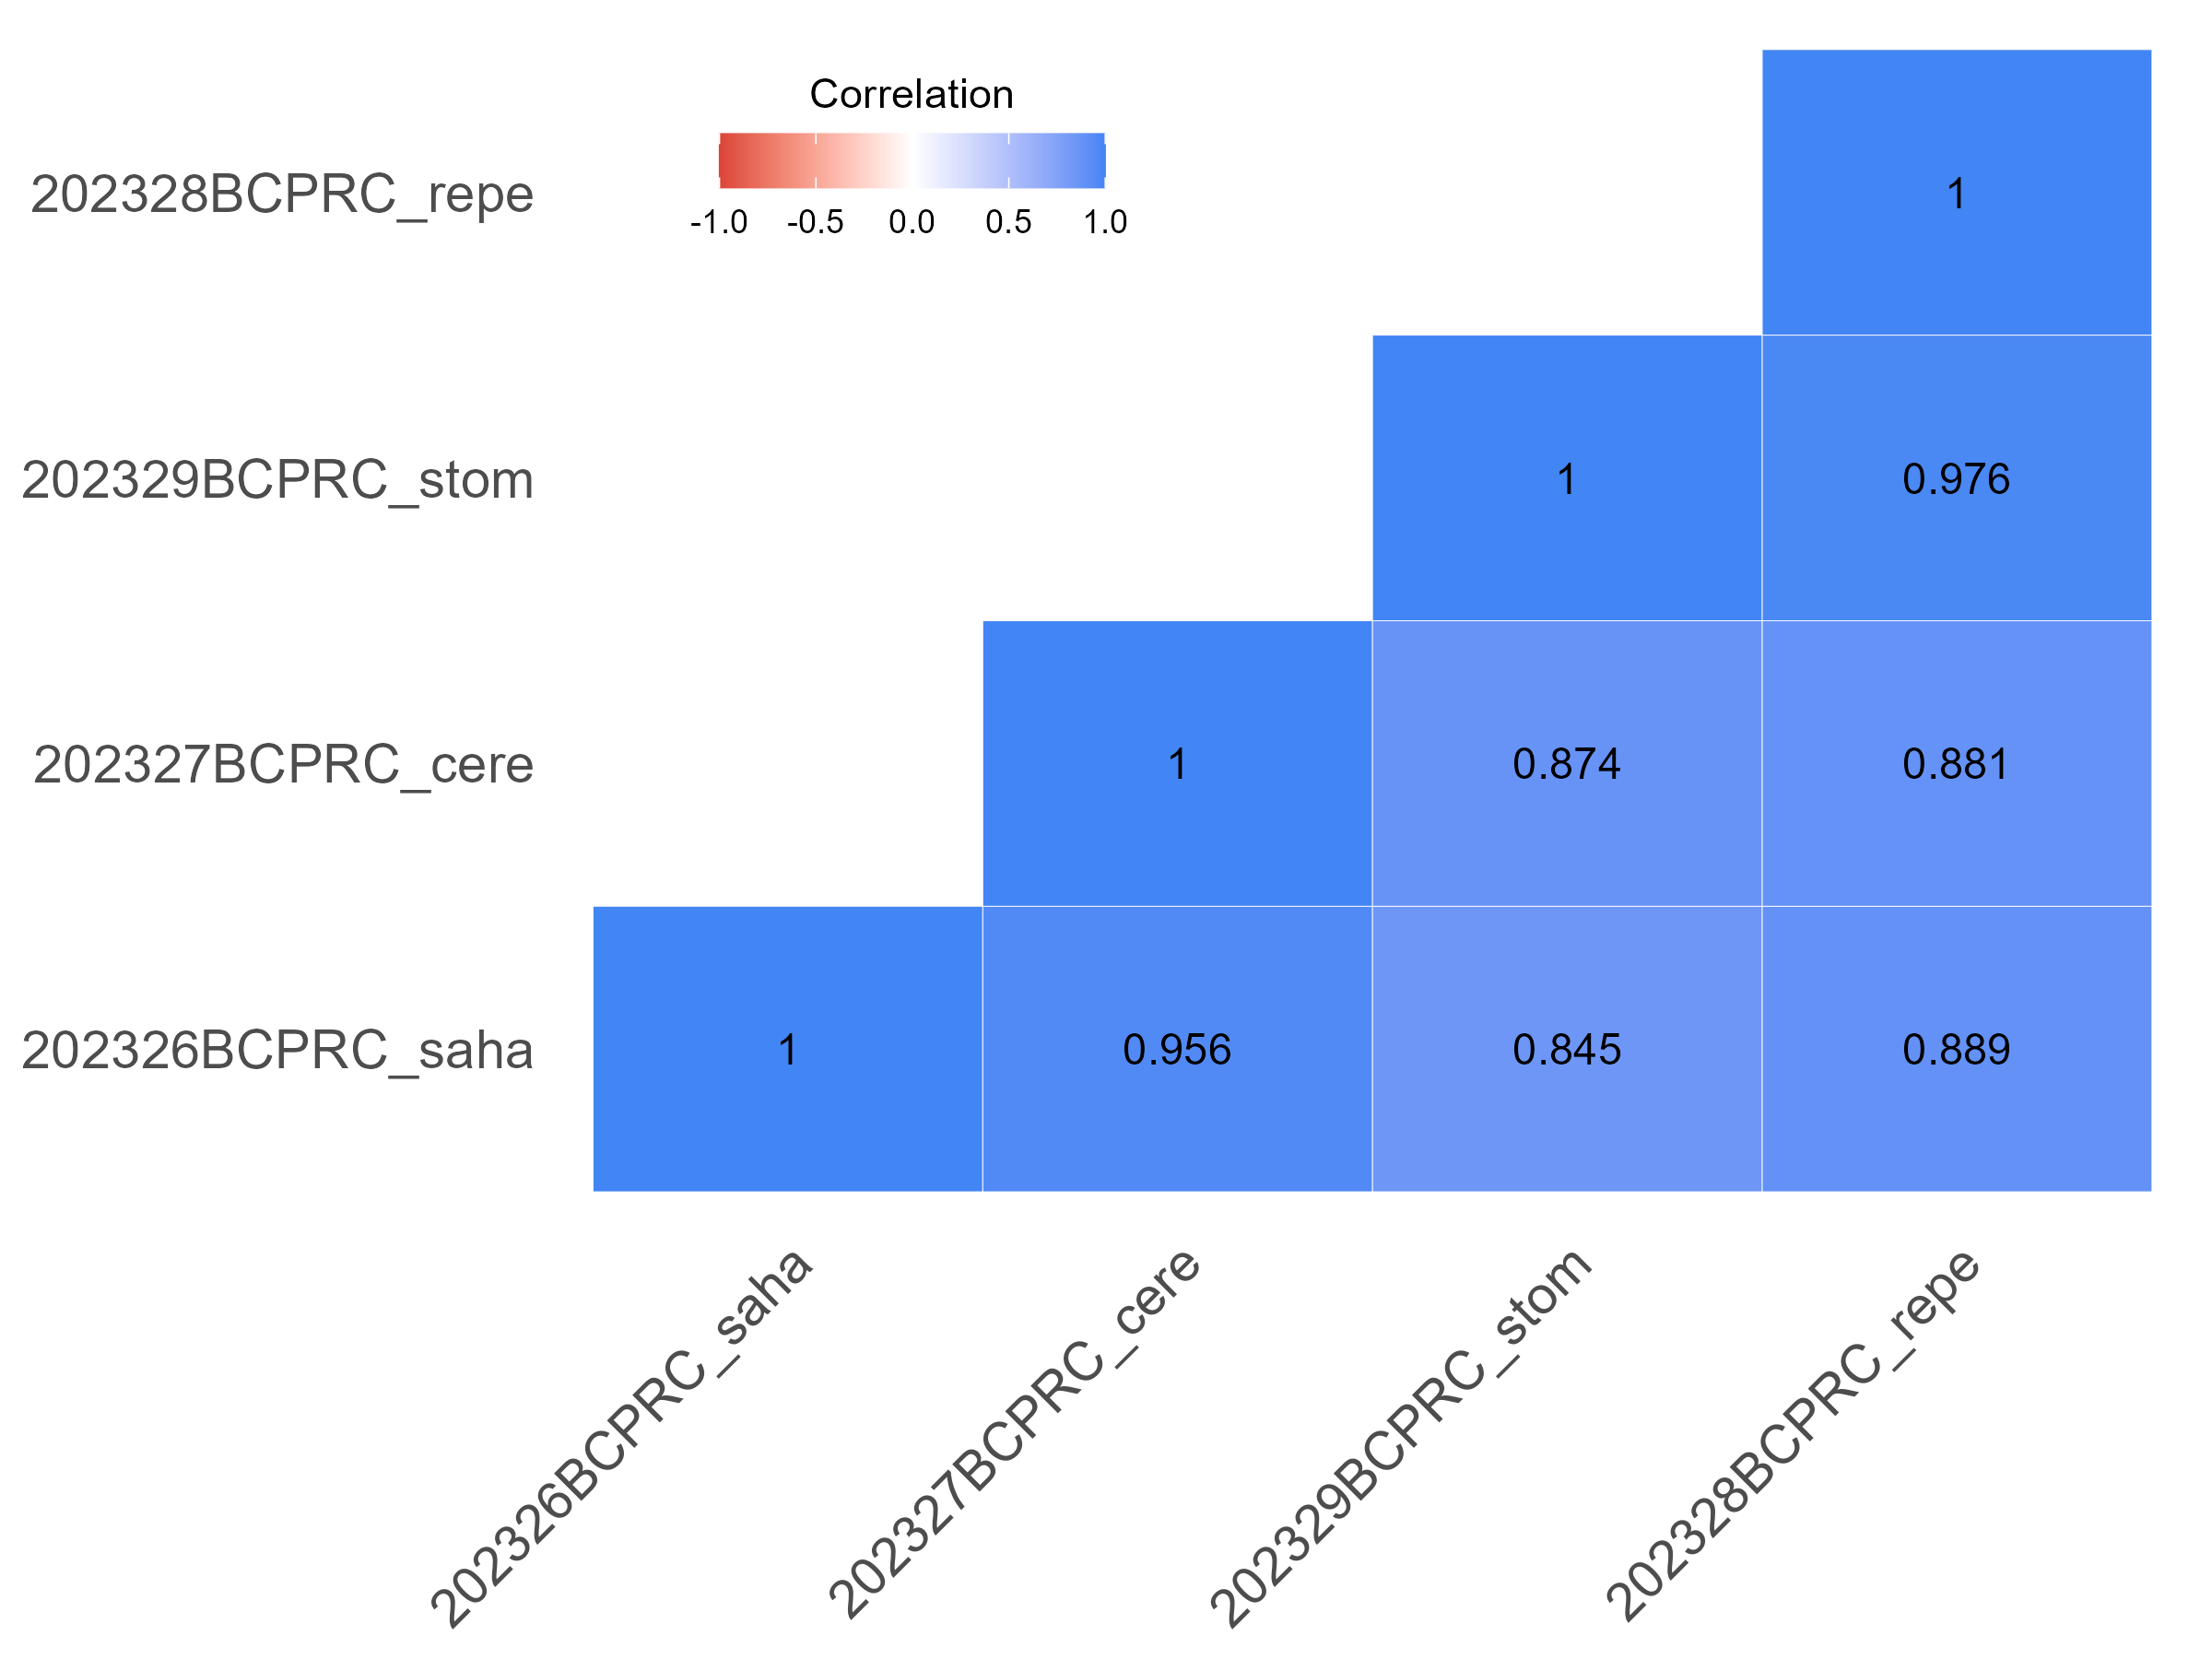 Correlation
-1.0 -0.5 0.0 0.5 1.0
202328BCPRC_repe 1
202329BCPRC_stom 1 0.976
202327BCPRC_cere 1 0.874 0.881
202326BCPRC_saha 1 0.956 0.845 0.889
202326BCPRC_saha 202327BCPRC_cere 202329BCPRC_stom 202328BCPRC_repe